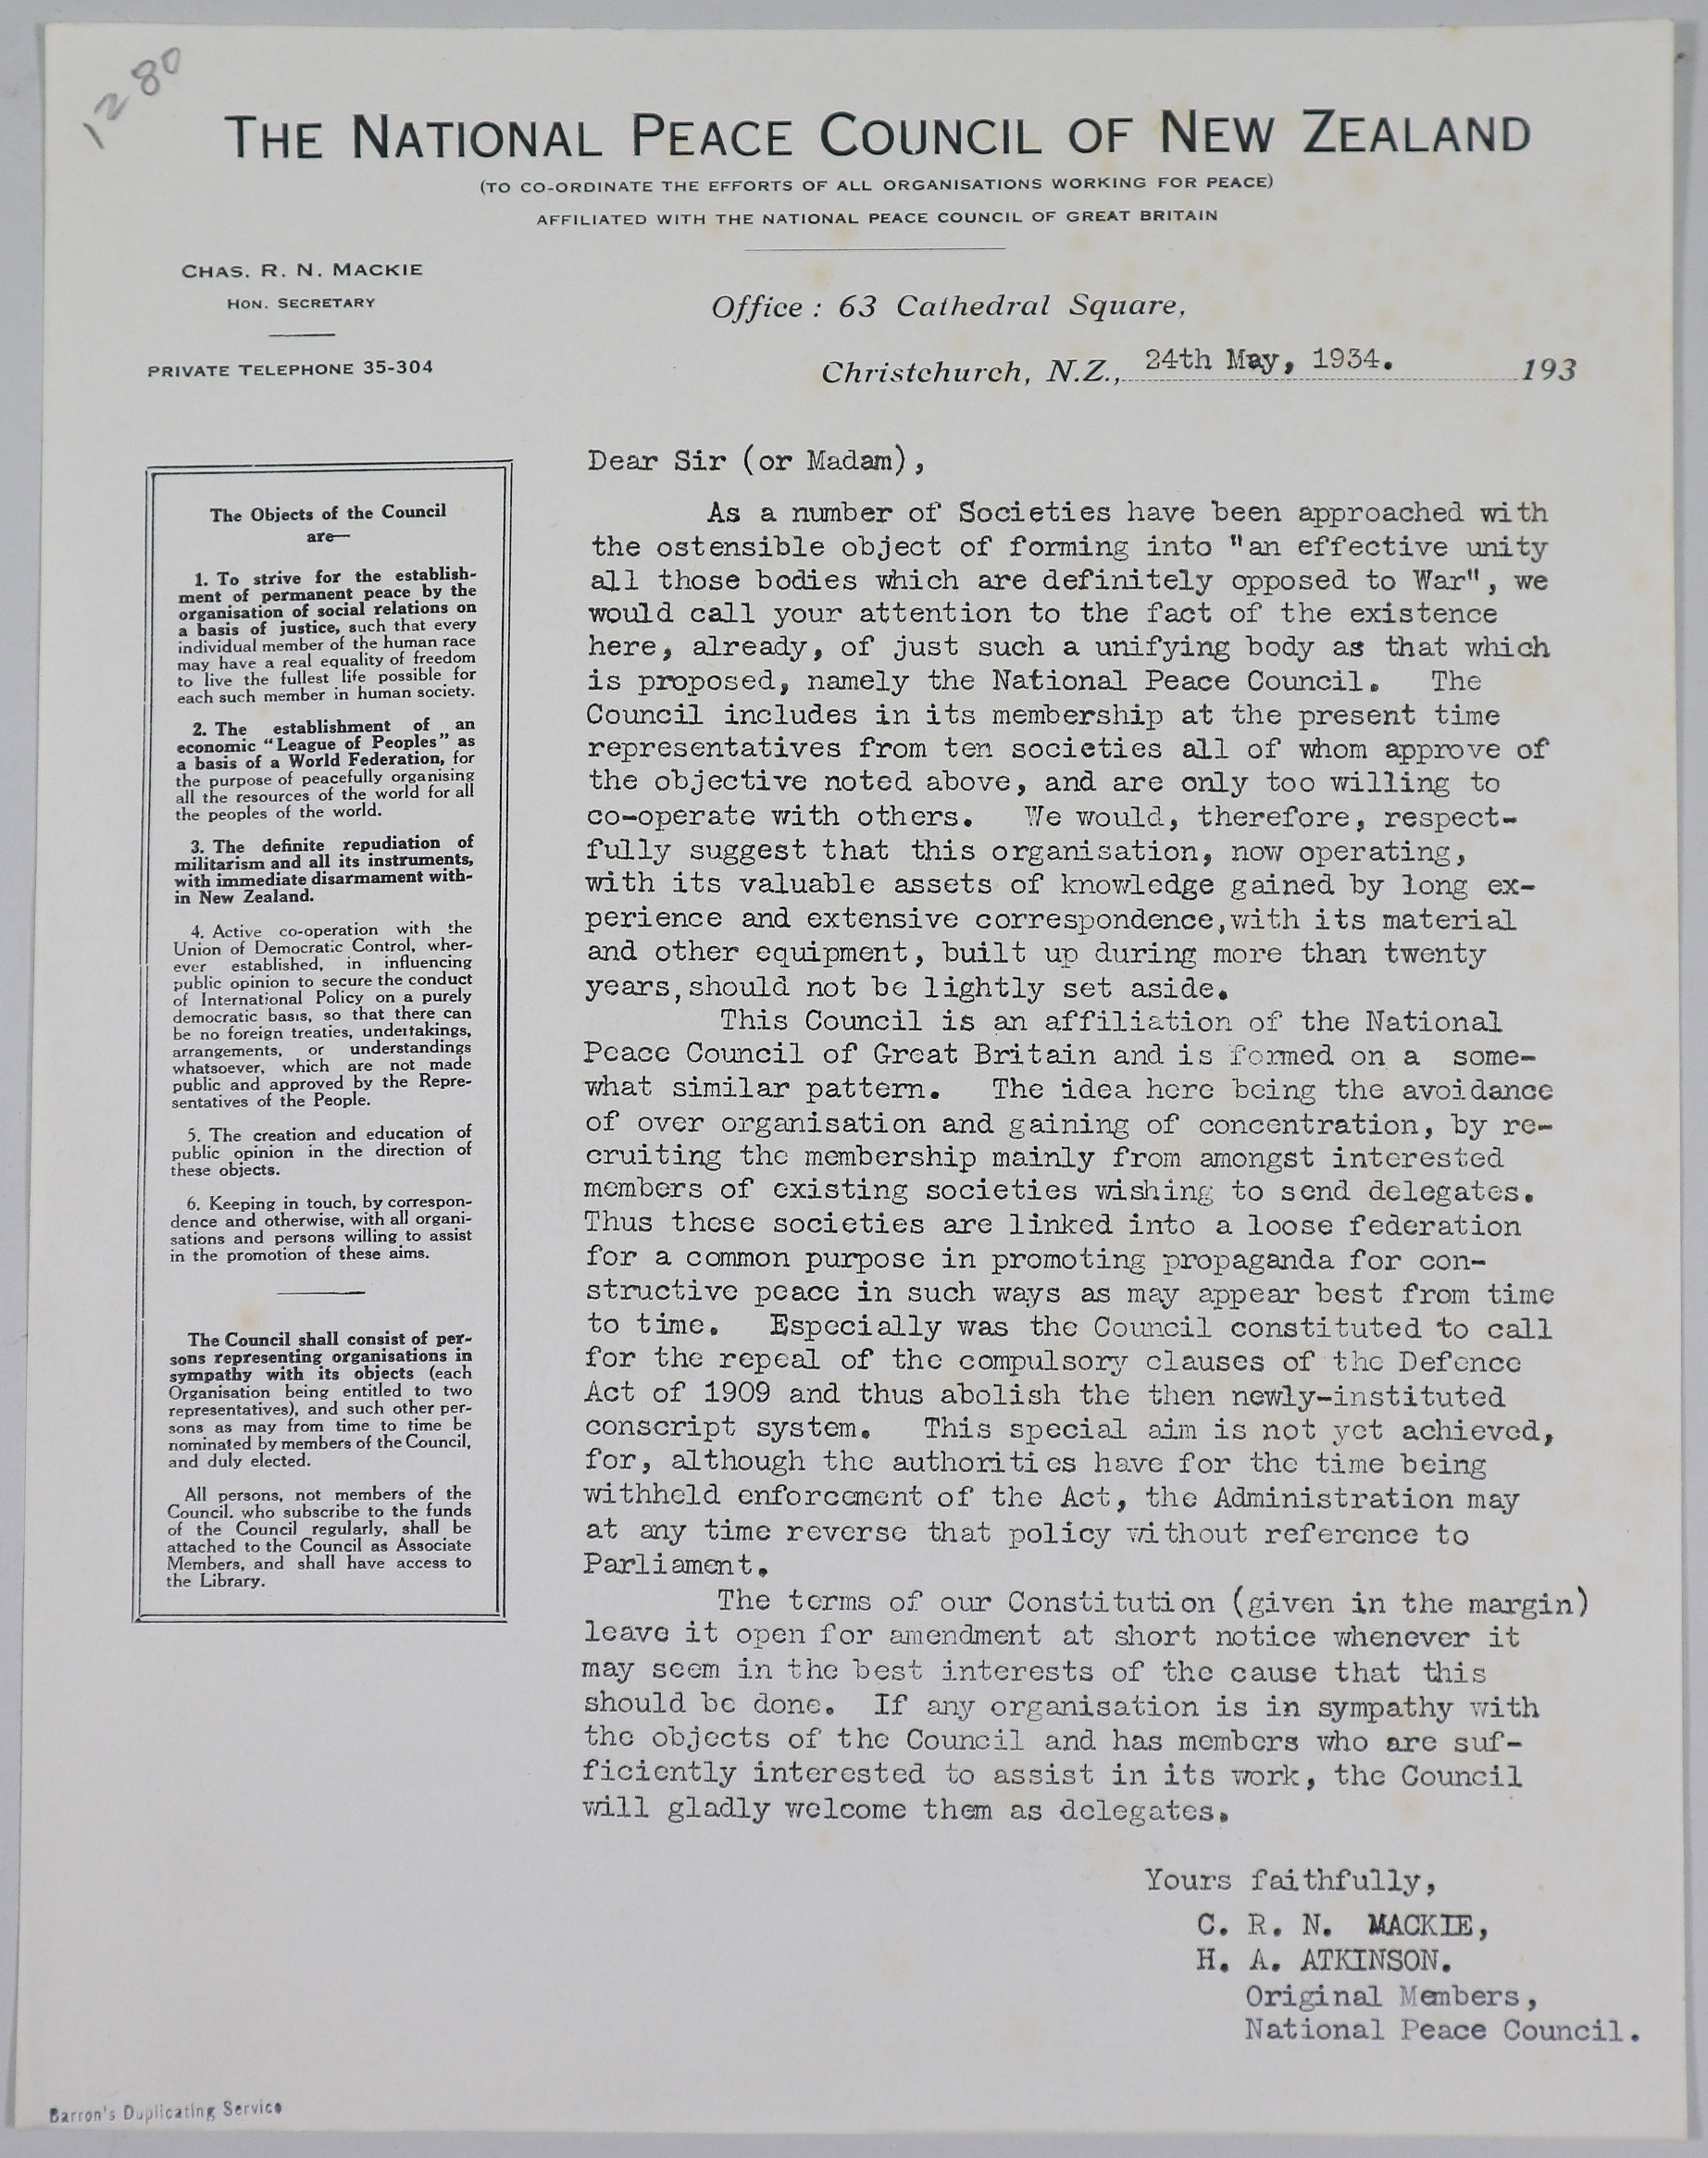 1280
THE NATIONAL PEACE COUNCIL OF NEW ZEALAND
(TO CO-ORDINATE THE EFFORTS OF ALL ORGANISATIONS WORKING FOR PEACE)
AFFILIATED WITH THE NATIONAL PEACE COUNCIL OF GREAT BRITAIN
CHAS. R. N. MACKIE
HON. SECRETARY
PRIVATE TELEPHONE 35-304
Office : 63 Cathedral Square,
Christchurch, N.Z., 24th May, 1934. 193
The Objects of the Council
are—
1. To strive for the establish-
ment of permanent peace by the
organisation of social relations on
a basis of justice, such that every
individual member of the human race
may have a real equality of freedom
to live the fullest life possible for
each such member in human society.
2. The establishment of an
economic "League of Peoples" as
a basis of a World Federation, for
the purpose of peacefully organising
all the resources of the world for all
the peoples of the world.
3. The definite repudiation of
militarism and all its instruments,
with immediate disarmament with-
in New Zealand.
4. Active co-operation with the
Union of Democratic Control, wher-
ever established, in influencing
public opinion to secure the conduct
of International Policy on a purely
democratic basis, so that there can
be no foreign treaties, undertakings,
arrangements, or understandings
whatsoever, which are not made
public and approved by the Repre-
sentatives of the People.
5. The creation and education of
public opinion in the direction of
these objects.
6. Keeping in touch, by correspon-
dence and otherwise, with all organi-
sations and persons willing to assist
in the promotion of these aims.
The Council shall consist of per-
sons representing organisations in
sympathy with its objects (each
Organisation being entitled to two
representatives), and such other per-
sons as may from time to time be
nominated by members of the Council,
and duly elected.
All persons, not members of the
Council. who subscribe to the funds
of the Council regularly, shall be
attached to the Council as Associate
Members, and shall have access to
the Library.
Dear Sir (or Madam),
As a number of Societies have been approached with
the ostensible object of forming into "an effective unity
all those bodies which are definitely opposed to War", we
would call your attention to the fact of the existence
here, already, of just such a unifying body as that which
is proposed, namely the National Peace Council. The
Council includes in its membership at the present time
representatives from ten societies all of whom approve of
the objective noted above, and are only too willing to
co-operate with others. We would, therefore, respect-
fully suggest that this organisation, now operating,
with its valuable assets of knowledge gained by long ex-
perience and extensive correspondence,with its material
and other equipment, built up during more than twenty
years,should not be lightly set aside.
This Council is an affiliation of the National
Peace Council of Great Britain and is formed on a some-
what similar pattern. The idea here being the avoidance
of over organisation and gaining of concentration, by re-
cruiting the membership mainly from amongst interested
members of existing societies wishing to send delegates.
Thus these societies are linked into a loose federation
for a common purpose in promoting propaganda for con-
structive peace in such ways as may appear best from time
to time. Especially was the Council constituted to call
for the repeal of the compulsory clauses of the Defence
Act of 1909 and thus abolish the then newly-instituted
conscript system. This special aim is not yet achieved,
for, although the authorities have for the time being
withheld enforcement of the Act, the Administration may
at any time reverse that policy without reference to
Parliament.
The terms of our Constitution (given in the margin)
leave it open for amendment at short notice whenever it
may seem in the best interests of the cause that this
should be done. If any organisation is in sympathy with
the objects of the Council and has members who are suf-
ficiently interested to assist in its work, the Council
will gladly welcome them as delegates.
Yours faithfully,
C. R. N. MACKIE,
H. A. ATKINSON.
Original Members,
National Peace Council.
Barron's Duplicating Service